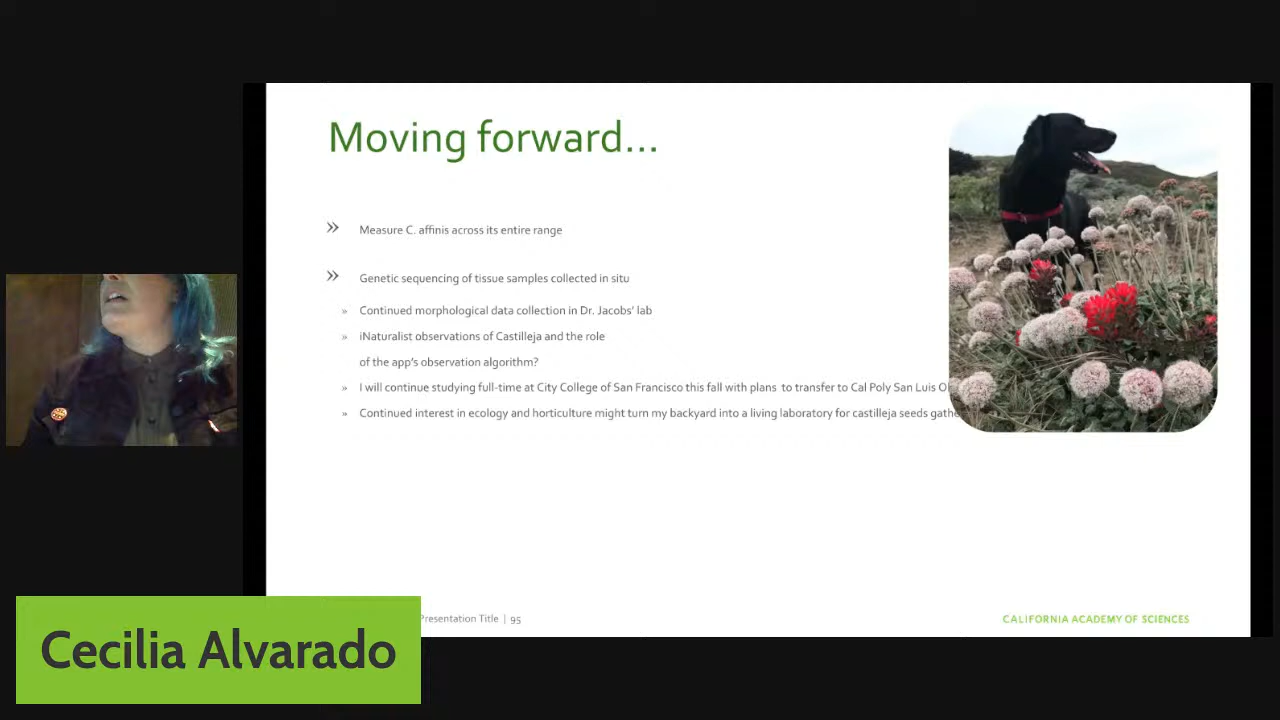 Moving forward...
» Measure C. affinis across its entire range
» Genetic sequencing of tissue samples collected in situ
» Continued morphological data collection in Dr. Jacobs' lab
» iNaturalist observations of Castilleja and the role
of the app's observation algorithm?
» I will continue studying full-time at City College of San Francisco this fall with plans to transfer to Cal Poly San Luis
» Continued interest in ecology and horticulture might turn my backyard into a living laboratory for castilleja seeds
Presentation Title | 95
CALIFORNIA ACADEMY OF SCIENCES
Cecilia Alvarado